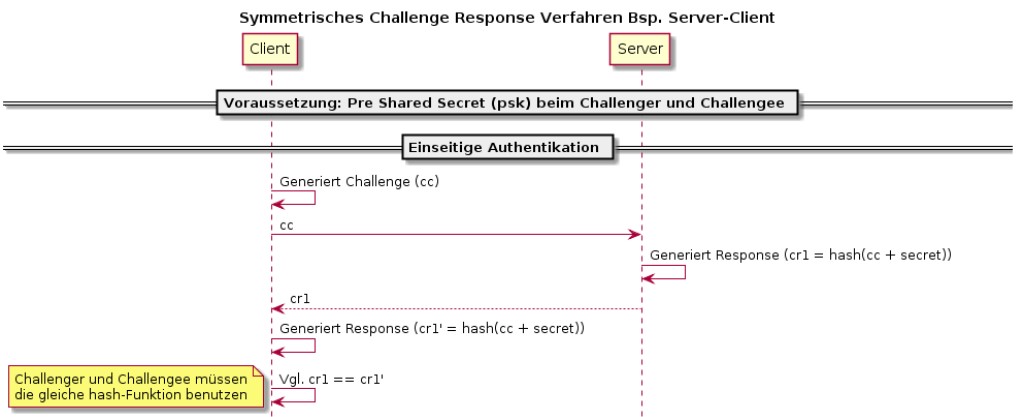 Symmetrisches Challenge Response Verfahren Bsp. Server-Client
Client
Server
Voraussetzung: Pre Shared Secret (psk) beim Challenger und Challengee
Einseitige Authentikation
Generiert Challenge (cc)
cc
Generiert Response (cr1 = hash(cc + secret))
cr1
Generiert Response (cr1' = hash(cc + secret))
Challenger und Challengee müssen
die gleiche hash-Funktion benutzen
Vgl. cr1 == cr1'